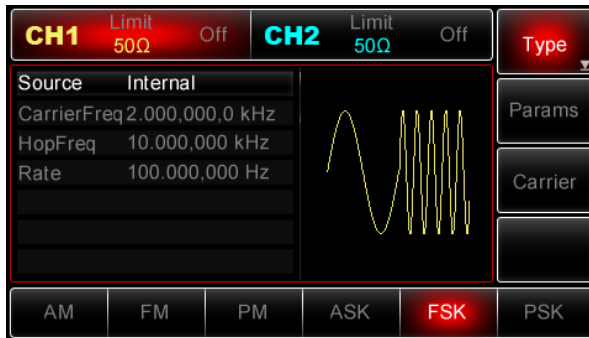 CH1 Limit 50Ω Off CH2 Limit 50Ω Off Type
Source Internal
CarrierFreq 2.000,000,0 kHz
HopFreq 10.000,000 kHz
Rate 100.000,000 Hz
Params
Carrier
AM FM PM ASK FSK PSK